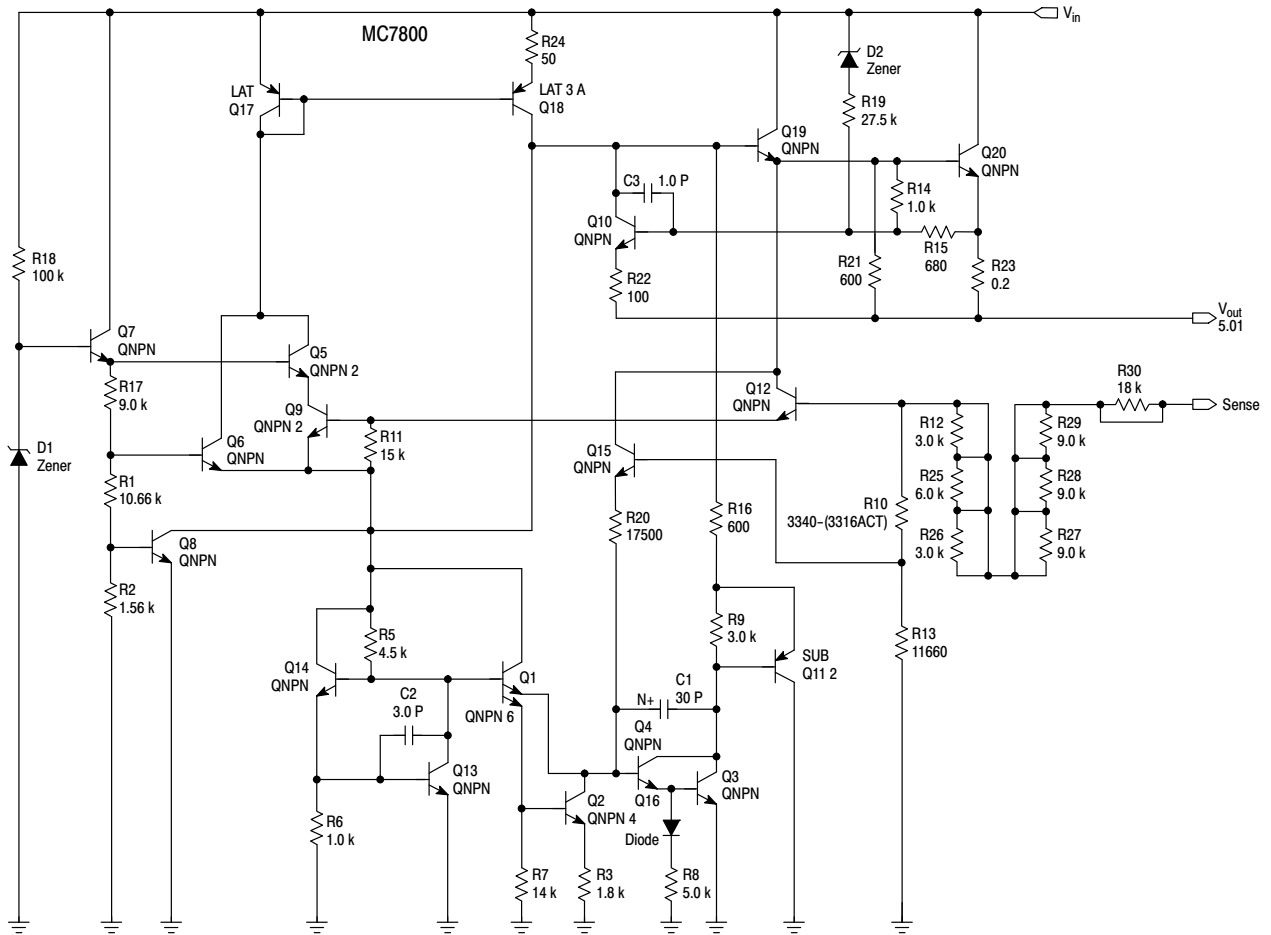 MC7800
Vin
R24
50
D2
Zener
LAT
Q17
LAT 3 A
Q18
R19
27.5 k
Q19
QNPN
Q20
QNPN
C3
1.0 P
R14
1.0 k
Q10
QNPN
R15
680
R18
100 k
R21
600
R23
0.2
R22
100
Vout
5.01
Q7
QNPN
Q5
QNPN 2
R30
18 k
R17
9.0 k
Q12
QNPN
Sense
Q9
QNPN 2
R12
3.0 k
R29
9.0 k
Q6
QNPN
R11
15 k
D1
Zener
Q15
QNPN
R25
6.0 k
R28
9.0 k
R1
10.66 k
R10
3340-(3316ACT)
R16
600
R20
17500
R26
3.0 k
R27
9.0 k
Q8
QNPN
R2
1.56 k
R9
3.0 k
R13
11660
R5
4.5 k
SUB
Q11 2
Q14
QNPN
Q1
QNPN 6
C2
3.0 P
C1
30 P
N+
Q4
QNPN
Q13
QNPN
Q3
QNPN
Q16
Q2
QNPN 4
R6
1.0 k
Diode
R7
14 k
R3
1.8 k
R8
5.0 k